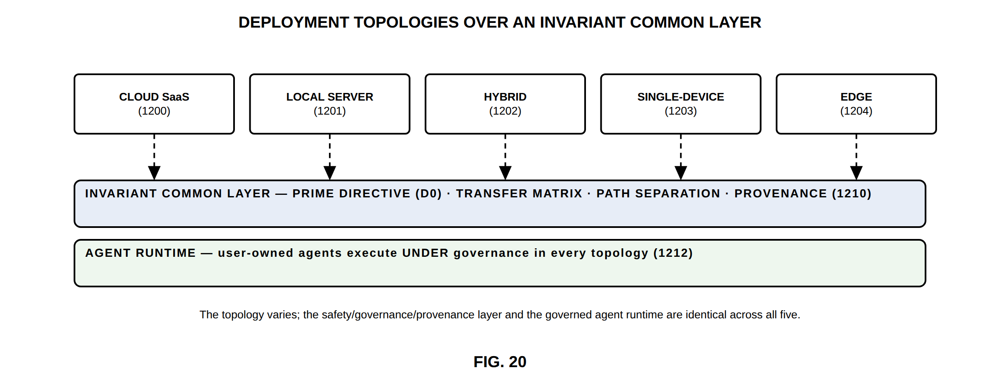 DEPLOYMENT TOPOLOGIES OVER AN INVARIANT COMMON LAYER
CLOUD SaaS
(1200)
LOCAL SERVER
(1201)
HYBRID
(1202)
SINGLE-DEVICE
(1203)
EDGE
(1204)
INVARIANT COMMON LAYER — PRIME DIRECTIVE (D0) · TRANSFER MATRIX · PATH SEPARATION · PROVENANCE (1210)
AGENT RUNTIME — user-owned agents execute UNDER governance in every topology (1212)
The topology varies; the safety/governance/provenance layer and the governed agent runtime are identical across all five.
FIG. 20